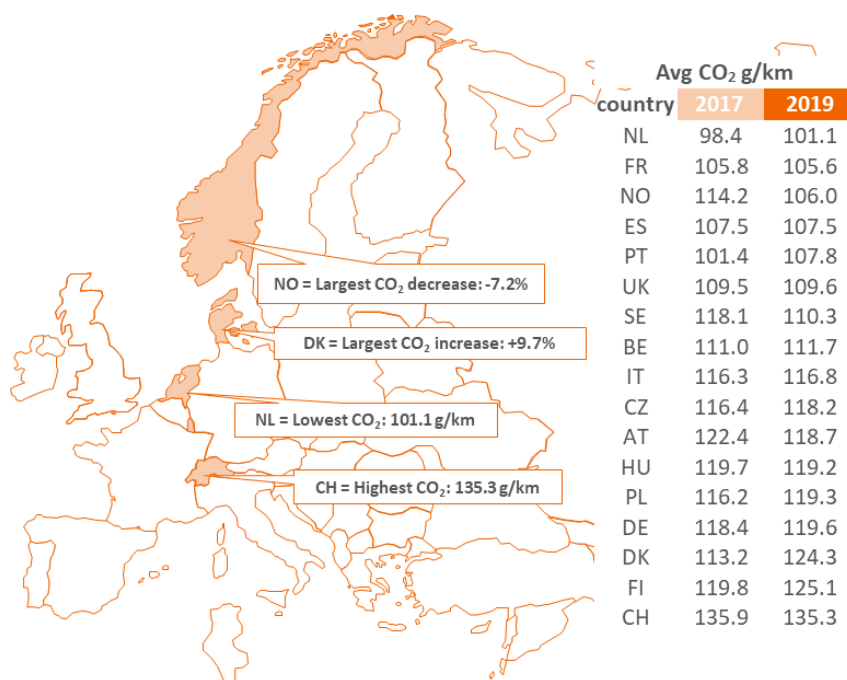 NO = Largest CO₂ decrease: -7.2%
DK = Largest CO₂ increase: +9.7%
NL = Lowest CO₂: 101.1 g/km
CH = Highest CO₂: 135.3 g/km
Avg CO₂ g/km
country 2017 2019
NL 98.4 101.1
FR 105.8 105.6
NO 114.2 106.0
ES 107.5 107.5
PT 101.4 107.8
UK 109.5 109.6
SE 118.1 110.3
BE 111.0 111.7
IT 116.3 116.8
CZ 116.4 118.2
AT 122.4 118.7
HU 119.7 119.2
PL 116.2 119.3
DE 118.4 119.6
DK 113.2 124.3
FI 119.8 125.1
CH 135.9 135.3